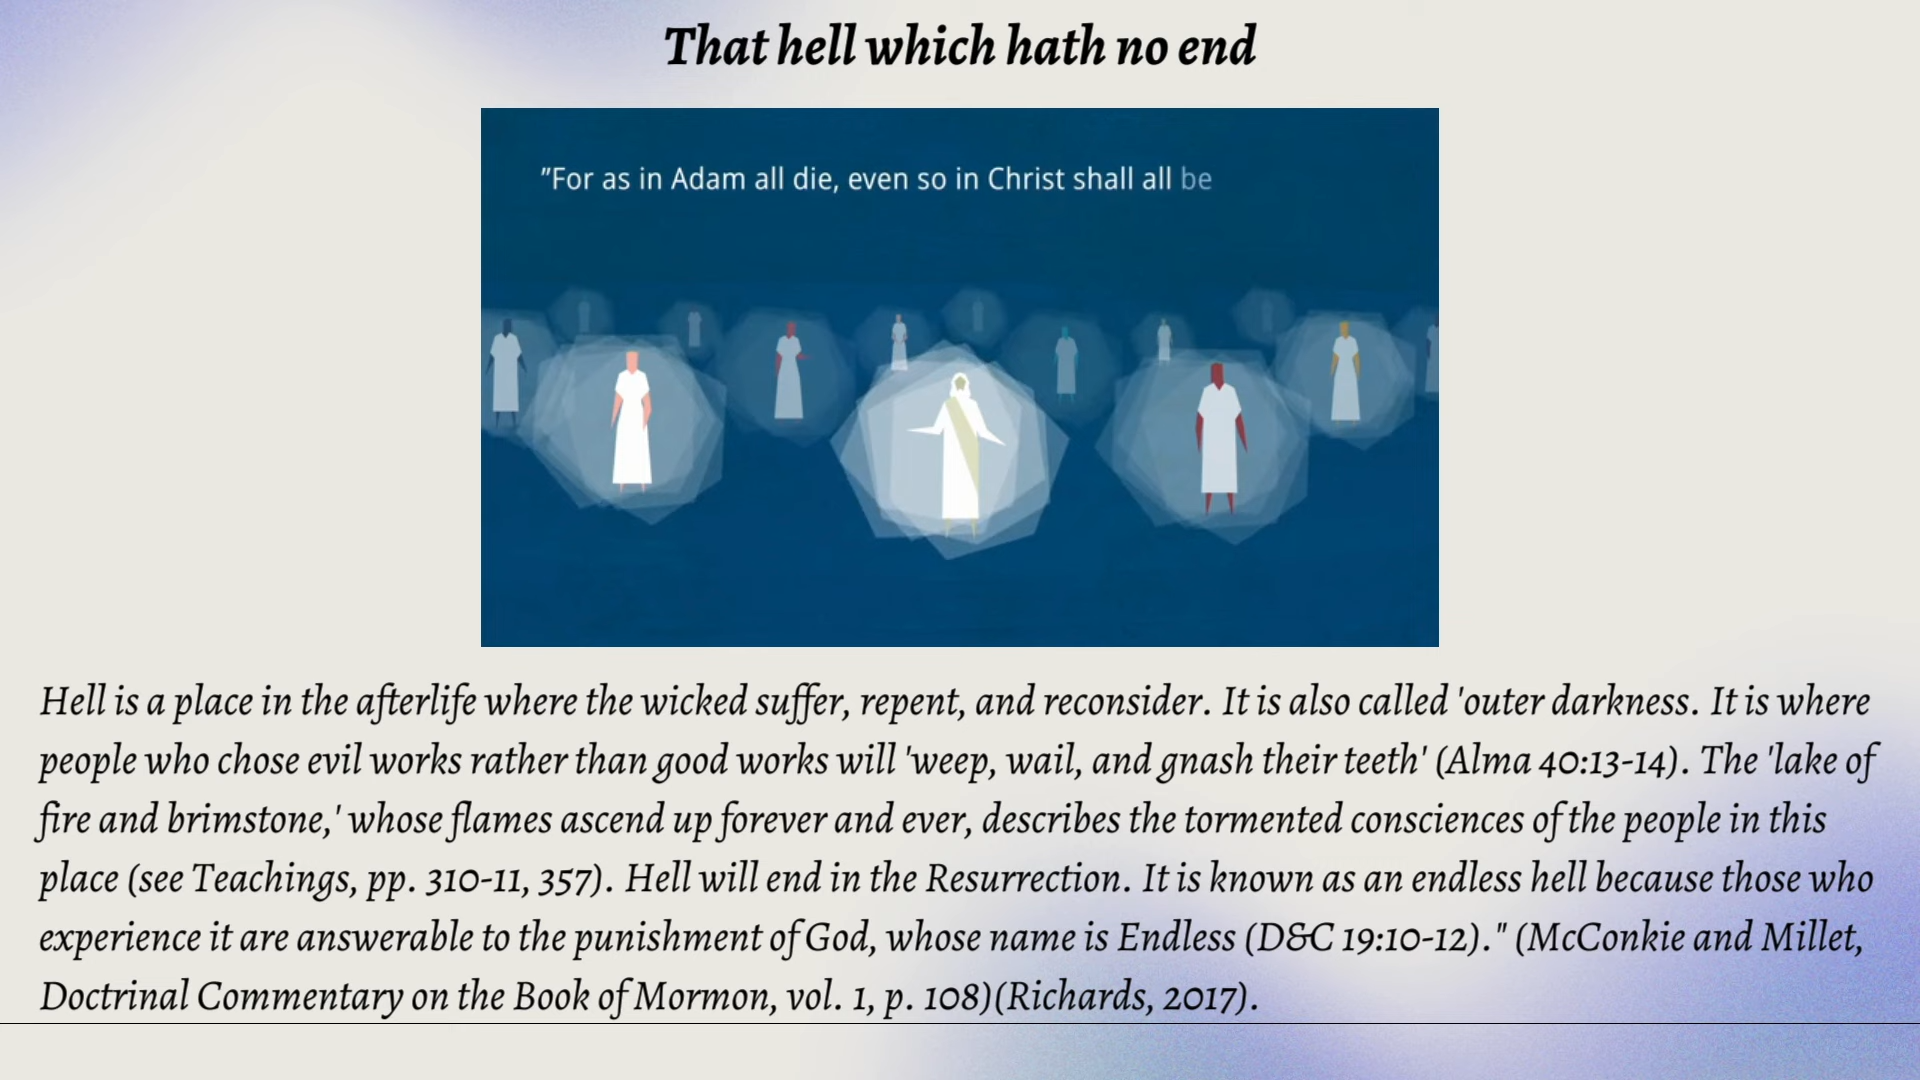 That hell which hath no end
"For as in Adam all die, even so in Christ shall all be
Hell is a place in the afterlife where the wicked suffer, repent, and reconsider. It is also called 'outer darkness. It is where
people who chose evil works rather than good works will 'weep, wail, and gnash their teeth' (Alma 40:13-14). The 'lake of
fire and brimstone,' whose flames ascend up forever and ever, describes the tormented consciences of the people in this
place (see Teachings, pp. 310-11, 357). Hell will end in the Resurrection. It is known as an endless hell because those who
experience it are answerable to the punishment of God, whose name is Endless (D&C 19:10-12)." (McConkie and Millet,
Doctrinal Commentary on the Book of Mormon, vol. 1, p. 108)(Richards, 2017).